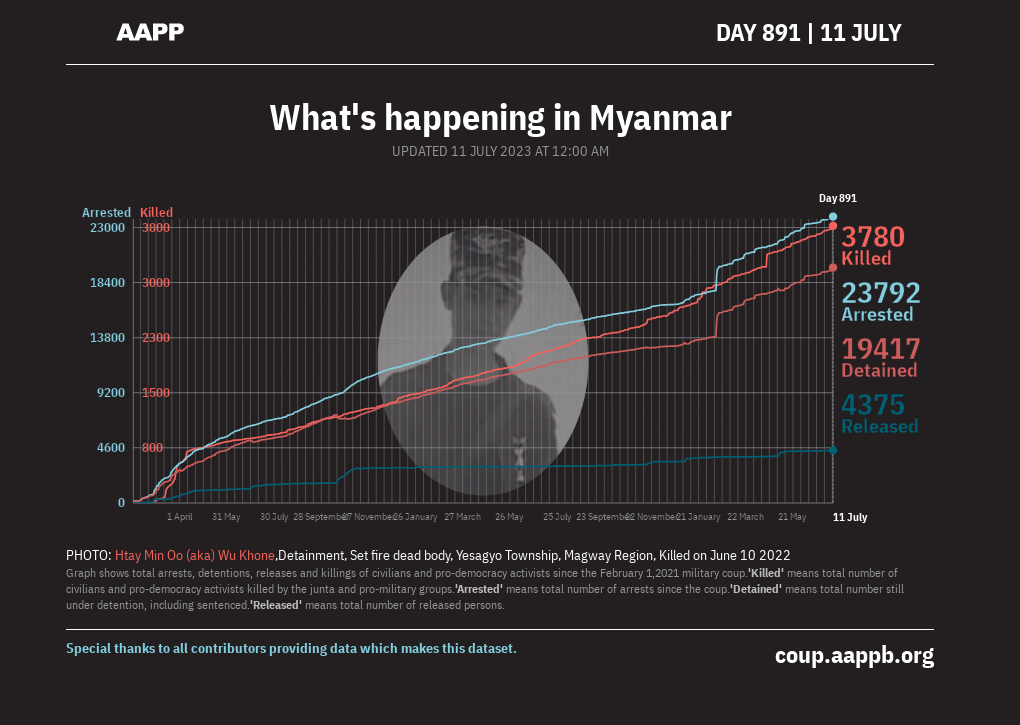 AAPP
DAY 891 | 11 JULY
What's happening in Myanmar
UPDATED 11 JULY 2023 AT 12:00 AM
Day 891
Arrested Killed
23000 3800
18400 3000
13800 2300
9200 1500
4600 800
0
3780
Killed
23792
Arrested
19417
Detained
4375
Released
1 April 31 May 30 July 28 September 27 November 26 January 27 March 26 May 25 July 23 September 22 November 21 January 22 March 21 May 11 July
PHOTO: Htay Min Oo (aka) Wu Khone,Detainment, Set fire dead body, Yesagyo Township, Magway Region, Killed on June 10 2022
Graph shows total arrests, detentions, releases and killings of civilians and pro-democracy activists since the February 1,2021 military coup.'Killed' means total number of
civilians and pro-democracy activists killed by the junta and pro-military groups.'Arrested' means total number of arrests since the coup.'Detained' means total number still
under detention, including sentenced.'Released' means total number of released persons.
Special thanks to all contributors providing data which makes this dataset.
coup.aappb.org